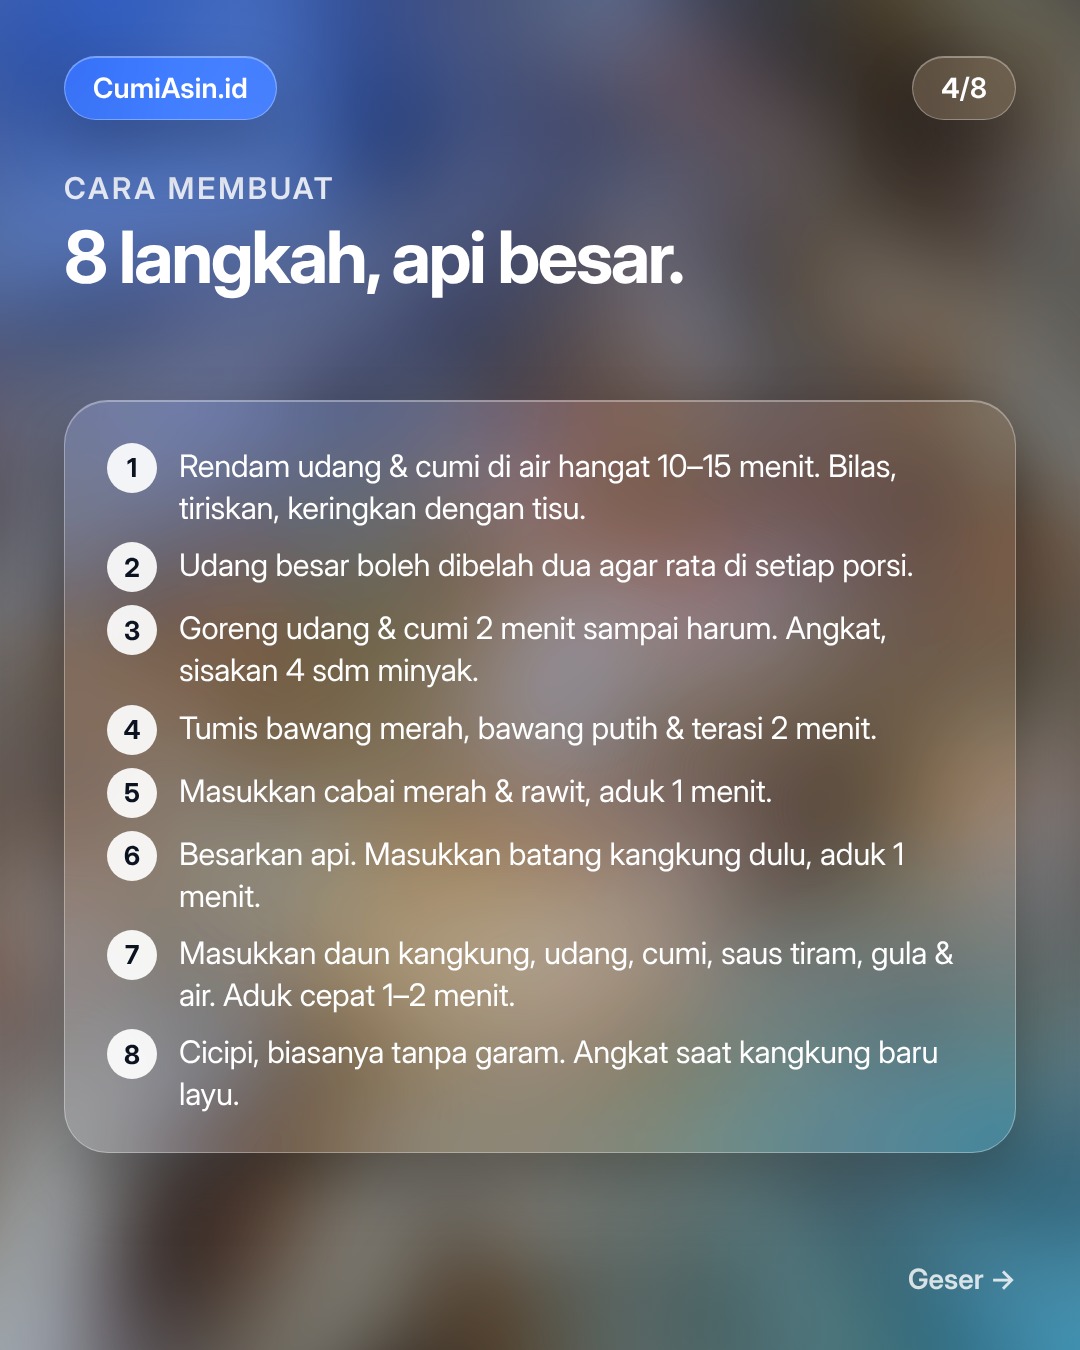 CumiAsin.id
4/8
CARA MEMBUAT
8 langkah, api besar.
1 Rendam udang & cumi di air hangat 10–15 menit. Bilas,
tiriskan, keringkan dengan tisu.
2 Udang besar boleh dibelah dua agar rata di setiap porsi.
3 Goreng udang & cumi 2 menit sampai harum. Angkat,
sisakan 4 sdm minyak.
4 Tumis bawang merah, bawang putih & terasi 2 menit.
5 Masukkan cabai merah & rawit, aduk 1 menit.
6 Besarkan api. Masukkan batang kangkung dulu, aduk 1
menit.
7 Masukkan daun kangkung, udang, cumi, saus tiram, gula &
air. Aduk cepat 1–2 menit.
8 Cicipi, biasanya tanpa garam. Angkat saat kangkung baru
layu.
Geser →